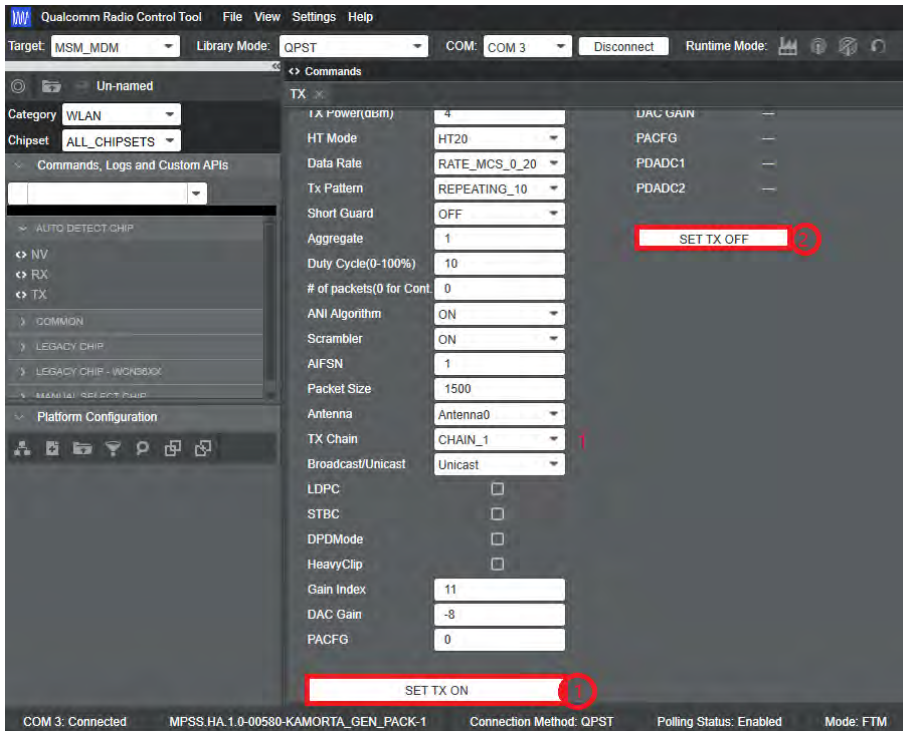 Qualcomm Radio Control Tool File View Settings Help
Target: MSM_MDM Library Mode: QPST COM: COM 3 Disconnect Runtime Mode:
<> Commands
Un-named
TX
Category WLAN
Chipset ALL_CHIPSETS
Commands, Logs and Custom APIs
AUTO DETECT CHIP
<> NV
<> RX
<> TX
COMMON
LEGACY CHIP
LEGACY CHIP - WCN36XX
MANUAL SELECT CHIP
Platform Configuration
TX Power(dBm) 4
HT Mode HT20
Data Rate RATE_MCS_0_20
Tx Pattern REPEATING_10
Short Guard OFF
Aggregate 1
Duty Cycle(0-100%) 10
# of packets(0 for Cont. 0
ANI Algorithm ON
Scrambler ON
AIFSN 1
Packet Size 1500
Antenna Antenna0
TX Chain CHAIN_1
Broadcast/Unicast Unicast
LDPC
STBC
DPDMode
HeavyClip
Gain Index 11
DAC Gain -8
PACFG 0
SET TX ON 1
DAC GAIN —
PACFG —
PDADC1 —
PDADC2 —
SET TX OFF 2
COM 3: Connected MPSS.HA.1.0-00580-KAMORTA_GEN_PACK-1 Connection Method: QPST Polling Status: Enabled Mode: FTM